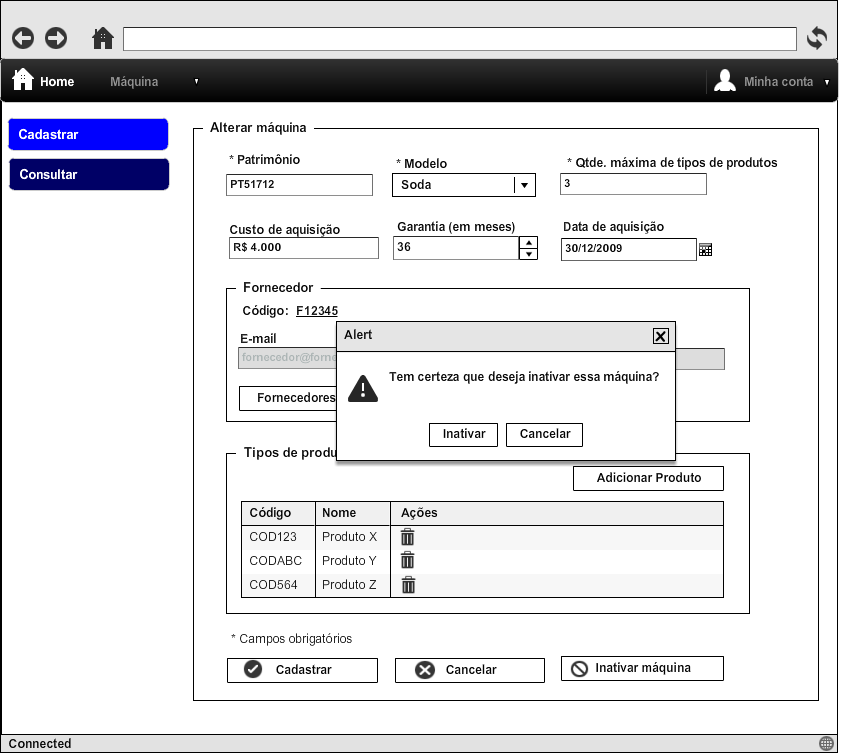 Home Máquina Minha conta
Cadastrar
Consultar
Alterar máquina
* Patrimônio * Modelo * Qtde. máxima de tipos de produtos
PT51712 Soda 3
Custo de aquisição Garantia (em meses) Data de aquisição
R$ 4.000 36 30/12/2009
Fornecedor
Código: F12345
E-mail
fornecedor@forne
Fornecedores
Alert
Tem certeza que deseja inativar essa máquina?
Inativar Cancelar
Tipos de produ
Adicionar Produto
Código Nome Ações
COD123 Produto X
CODABC Produto Y
COD564 Produto Z
* Campos obrigatórios
Cadastrar Cancelar Inativar máquina
Connected